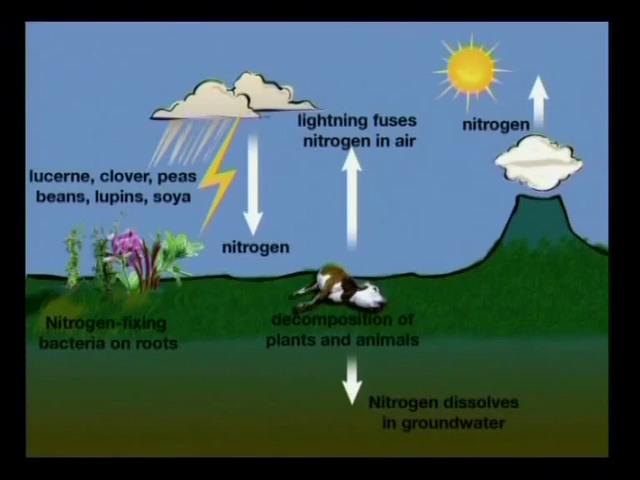 lightning fuses
nitrogen in air
nitrogen
lucerne, clover, peas
beans, lupins, soya
nitrogen
Nitrogen-fixing
bacteria on roots
decomposition of
plants and animals
Nitrogen dissolves
in groundwater